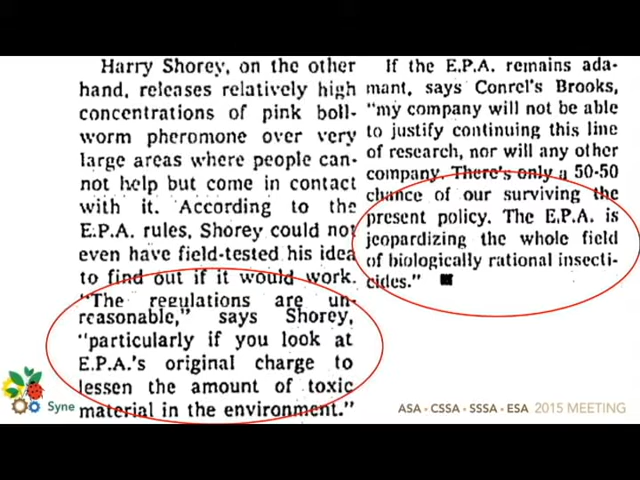 Harry Shorey, on the other
hand, releases relatively high
concentrations of pink boll-
worm pheromone over very
large areas where people can-
not help but come in contact
with it. According to the
E.P.A. rules, Shorey could not
even have field-tested his idea
to find out if it would work.
"The regulations are un-
reasonable," says Shorey,
"particularly if you look at
E.P.A.'s original charge to
lessen the amount of toxic
material in the environment."
If the E.P.A. remains ada-
mant, says Conrel's Brooks,
"my company will not be able
to justify continuing this line
of research, nor will any other
company. There's only a 50-50
chance of our surviving the
present policy. The E.P.A. is
jeopardizing the whole field
of biologically rational insecti-
cides."
Syne
ASA • CSSA • SSSA • ESA 2015 MEETING